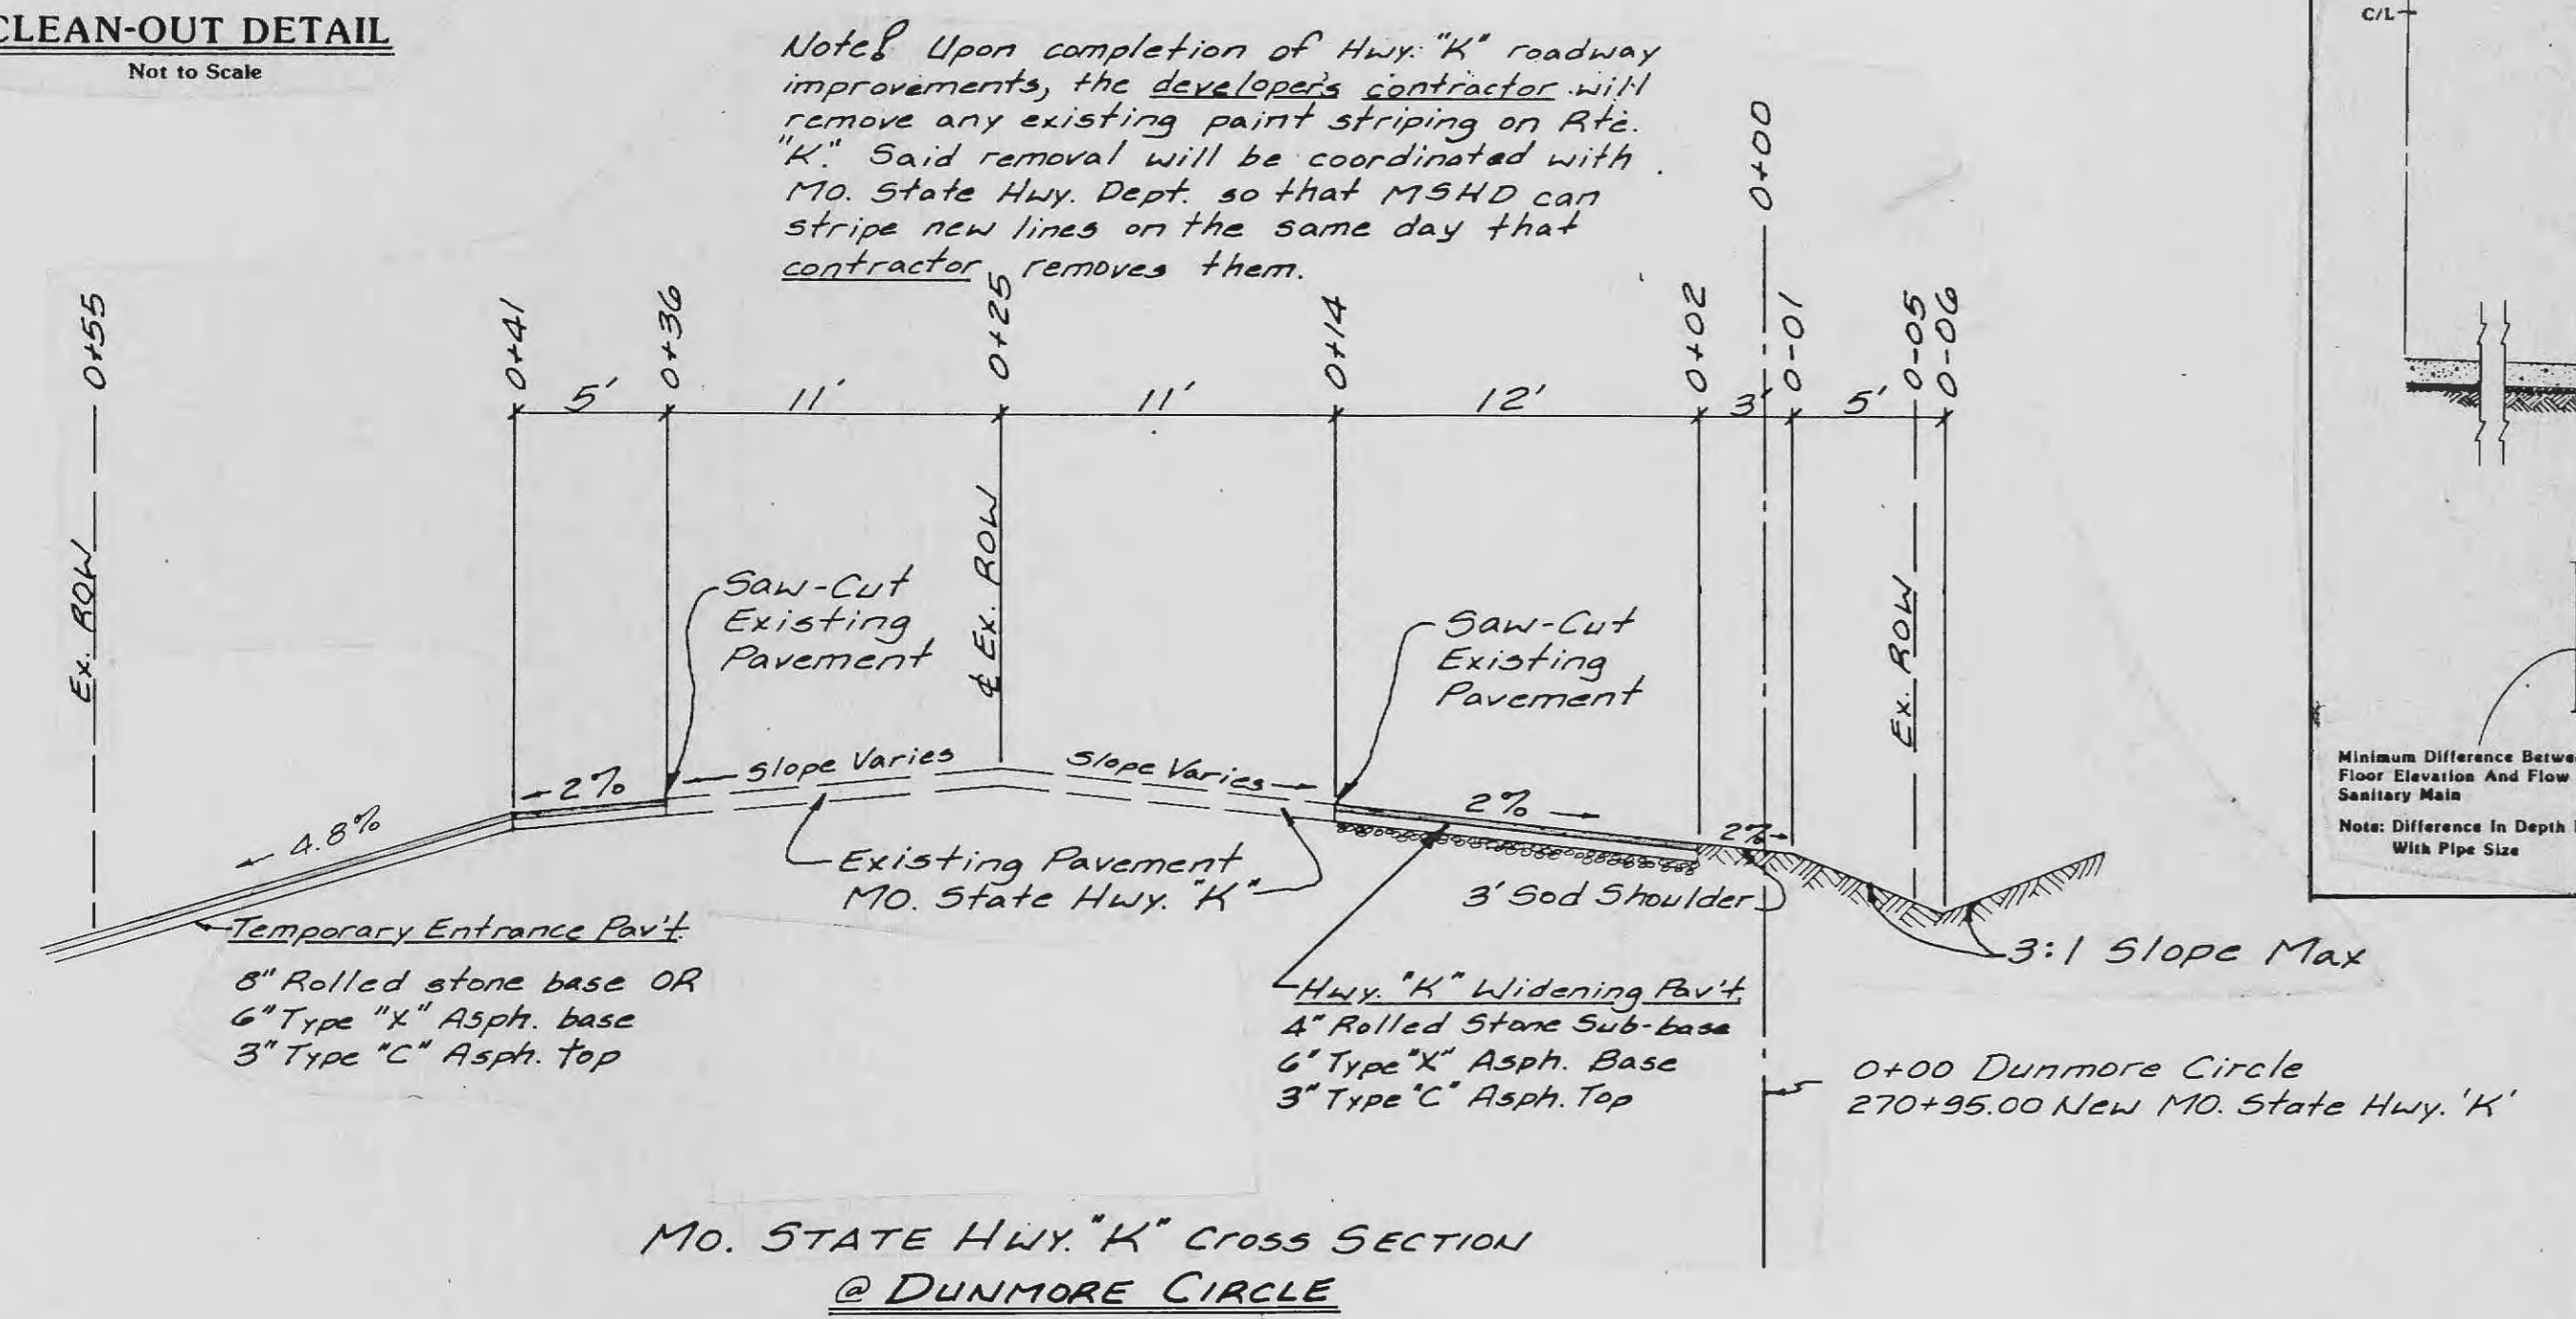 CLEAN-OUT DETAIL
Not to Scale
Note: Upon completion of Hwy. "K" roadway
improvements, the developer's contractor will
remove any existing paint striping on Rte.
"K." Said removal will be coordinated with
MO. State Hwy. Dept. so that MSHD can
stripe new lines on the same day that
contractor removes them.
C/L
Ex. ROW 0+55
0+41
0+36
0+25
0+14
0+02
0+00
0-01
0-05
0-06
5'
11'
11'
12'
3'
5'
℄ Ex. ROW
Ex. ROW
Saw-Cut
Existing
Pavement
Saw-Cut
Existing
Pavement
4.8%
2%
Slope Varies
Slope Varies
2%
2%
Existing Pavement
MO. State Hwy. "K"
3' Sod Shoulder
3:1 Slope Max
Temporary Entrance Pav't
8" Rolled stone base OR
6" Type "X" Asph. base
3" Type "C" Asph. top
Hwy. "K" Widening Pav't
4" Rolled Stone Sub-base
6" Type "X" Asph. Base
3" Type "C" Asph. Top
0+00 Dunmore Circle
270+95.00 New MO. State Hwy. 'K'
Minimum Difference Betwe
Floor Elevation And Flow
Sanitary Main
Note: Difference In Depth
With Pipe Size
MO. STATE HWY. "K" CROSS SECTION
@ DUNMORE CIRCLE